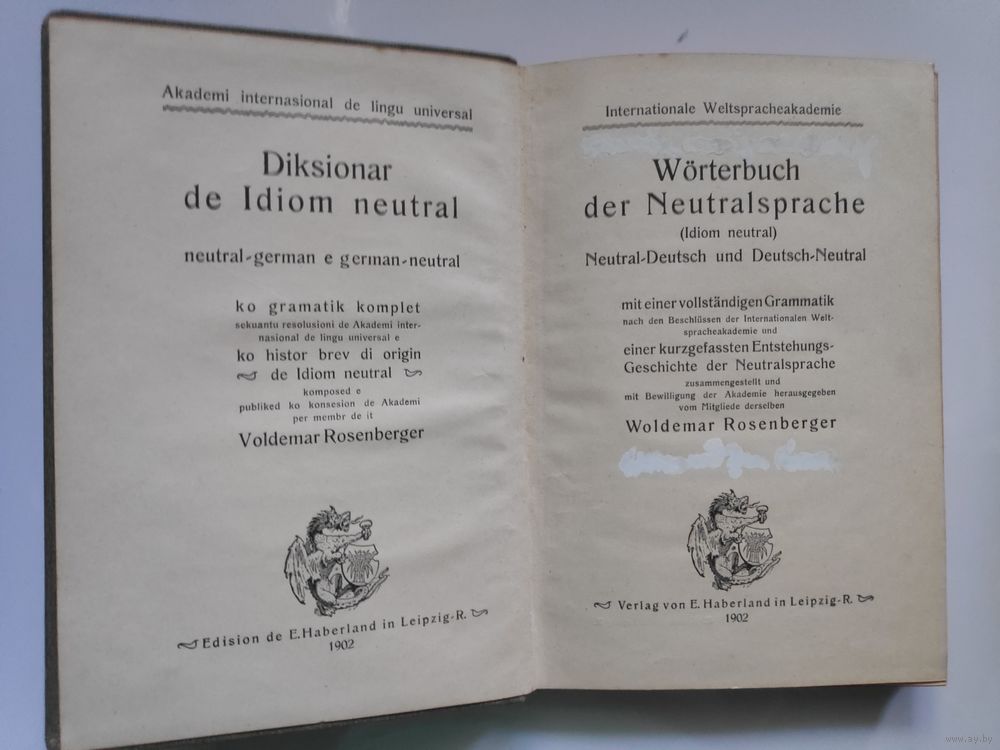 Akademi internasional de lingu universal
Diksionar
de Idiom neutral
neutral-german e german-neutral
ko gramatik komplet
sekuantu resolusioni de Akademi inter-
nasional de lingu universal e
ko histor brev di origin
de Idiom neutral
komposed e
publiked ko konsesion de Akademi
per membr de it
Voldemar Rosenberger
Edision de E. Haberland in Leipzig-R.
1902
Internationale Weltspracheakademie
Wörterbuch
der Neutralsprache
(Idiom neutral)
Neutral-Deutsch und Deutsch-Neutral
mit einer vollständigen Grammatik
nach den Beschlüssen der Internationalen Welt-
spracheakademie und
einer kurzgefassten Entstehungs-
Geschichte der Neutralsprache
zusammengestellt und
mit Bewilligung der Akademie herausgegeben
vom Mitgliede derselben
Woldemar Rosenberger
Verlag von E. Haberland in Leipzig-R.
1902
www.ay.by